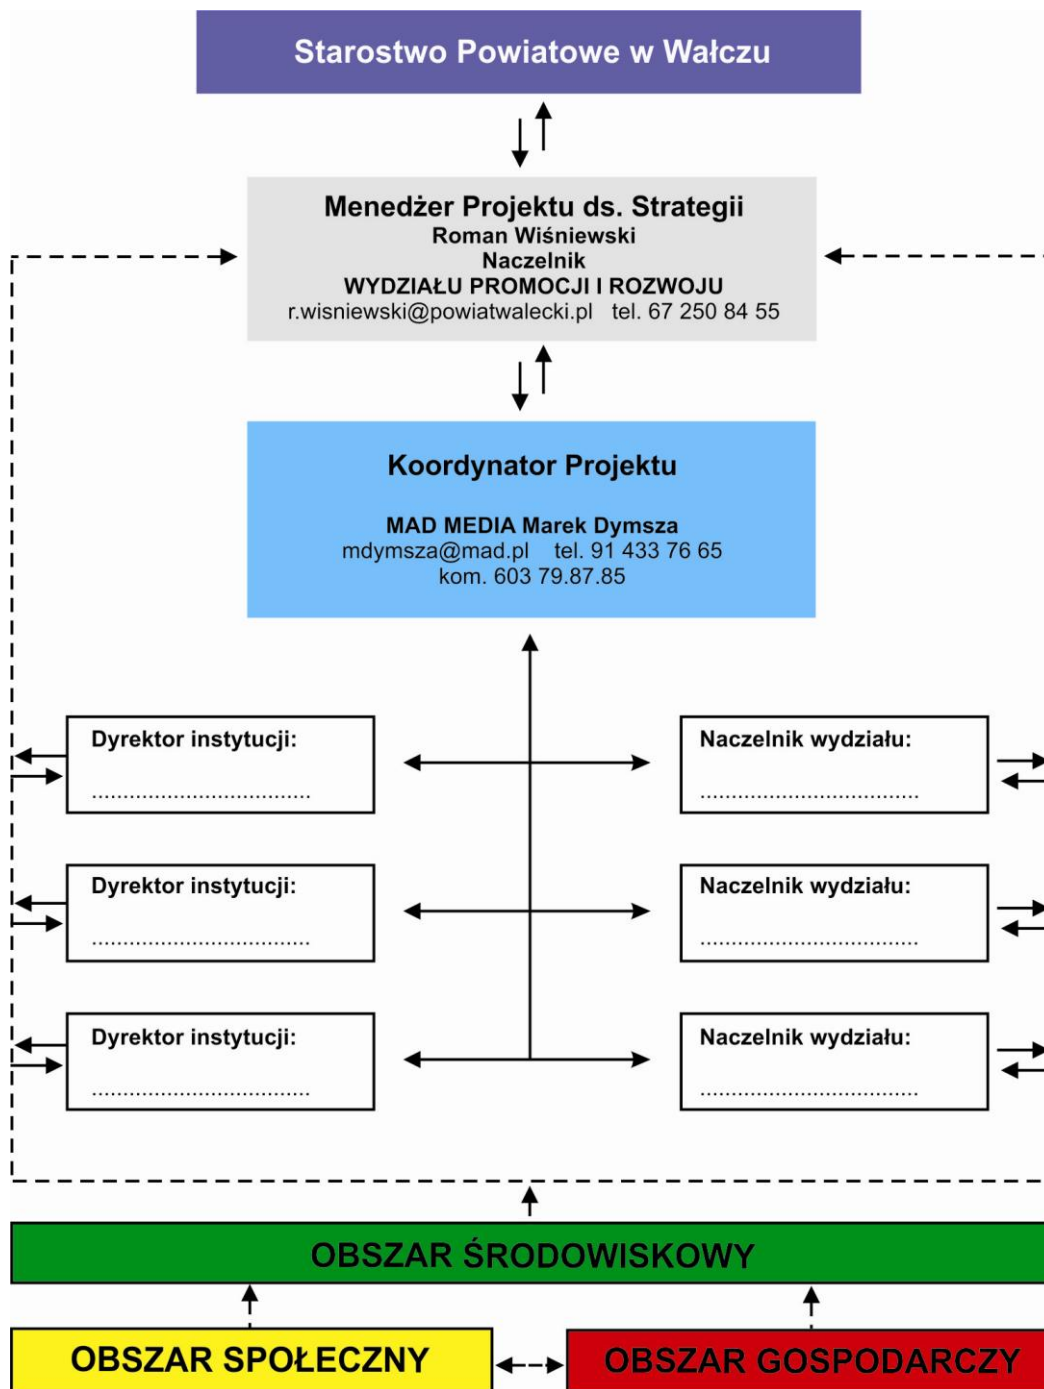 Starostwo Powiatowe w Wałczu
Menedżer Projektu ds. Strategii
Roman Wiśniewski
Naczelnik
WYDZIAŁU PROMOCJI I ROZWOJU
r.wisniewski@powiatwalecki.pl tel. 67 250 84 55
Koordynator Projektu
MAD MEDIA Marek Dymsza
mdymsza@mad.pl tel. 91 433 76 65
kom. 603 79.87.85
Dyrektor instytucji:
...................................
Naczelnik wydziału:
...................................
Dyrektor instytucji:
...................................
Naczelnik wydziału:
...................................
Dyrektor instytucji:
...................................
Naczelnik wydziału:
...................................
OBSZAR ŚRODOWISKOWY
OBSZAR SPOŁECZNY
OBSZAR GOSPODARCZY